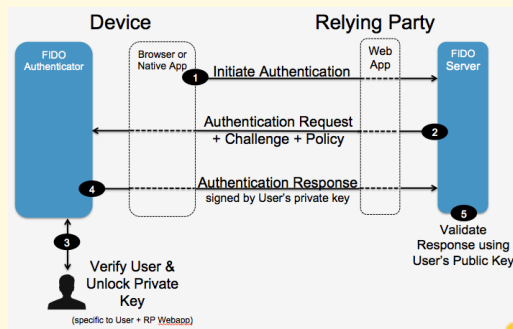 Device
Relying Party
FIDO
Authenticator
Browser or
Native App
Web
App
FIDO
Server
1
Initiate Authentication
Authentication Request
+ Challenge + Policy
2
4
Authentication Response
signed by User's private key
5
Validate
Response using
User's Public Key
3
Verify User &
Unlock Private
Key
(specific to User + RP Webapp)